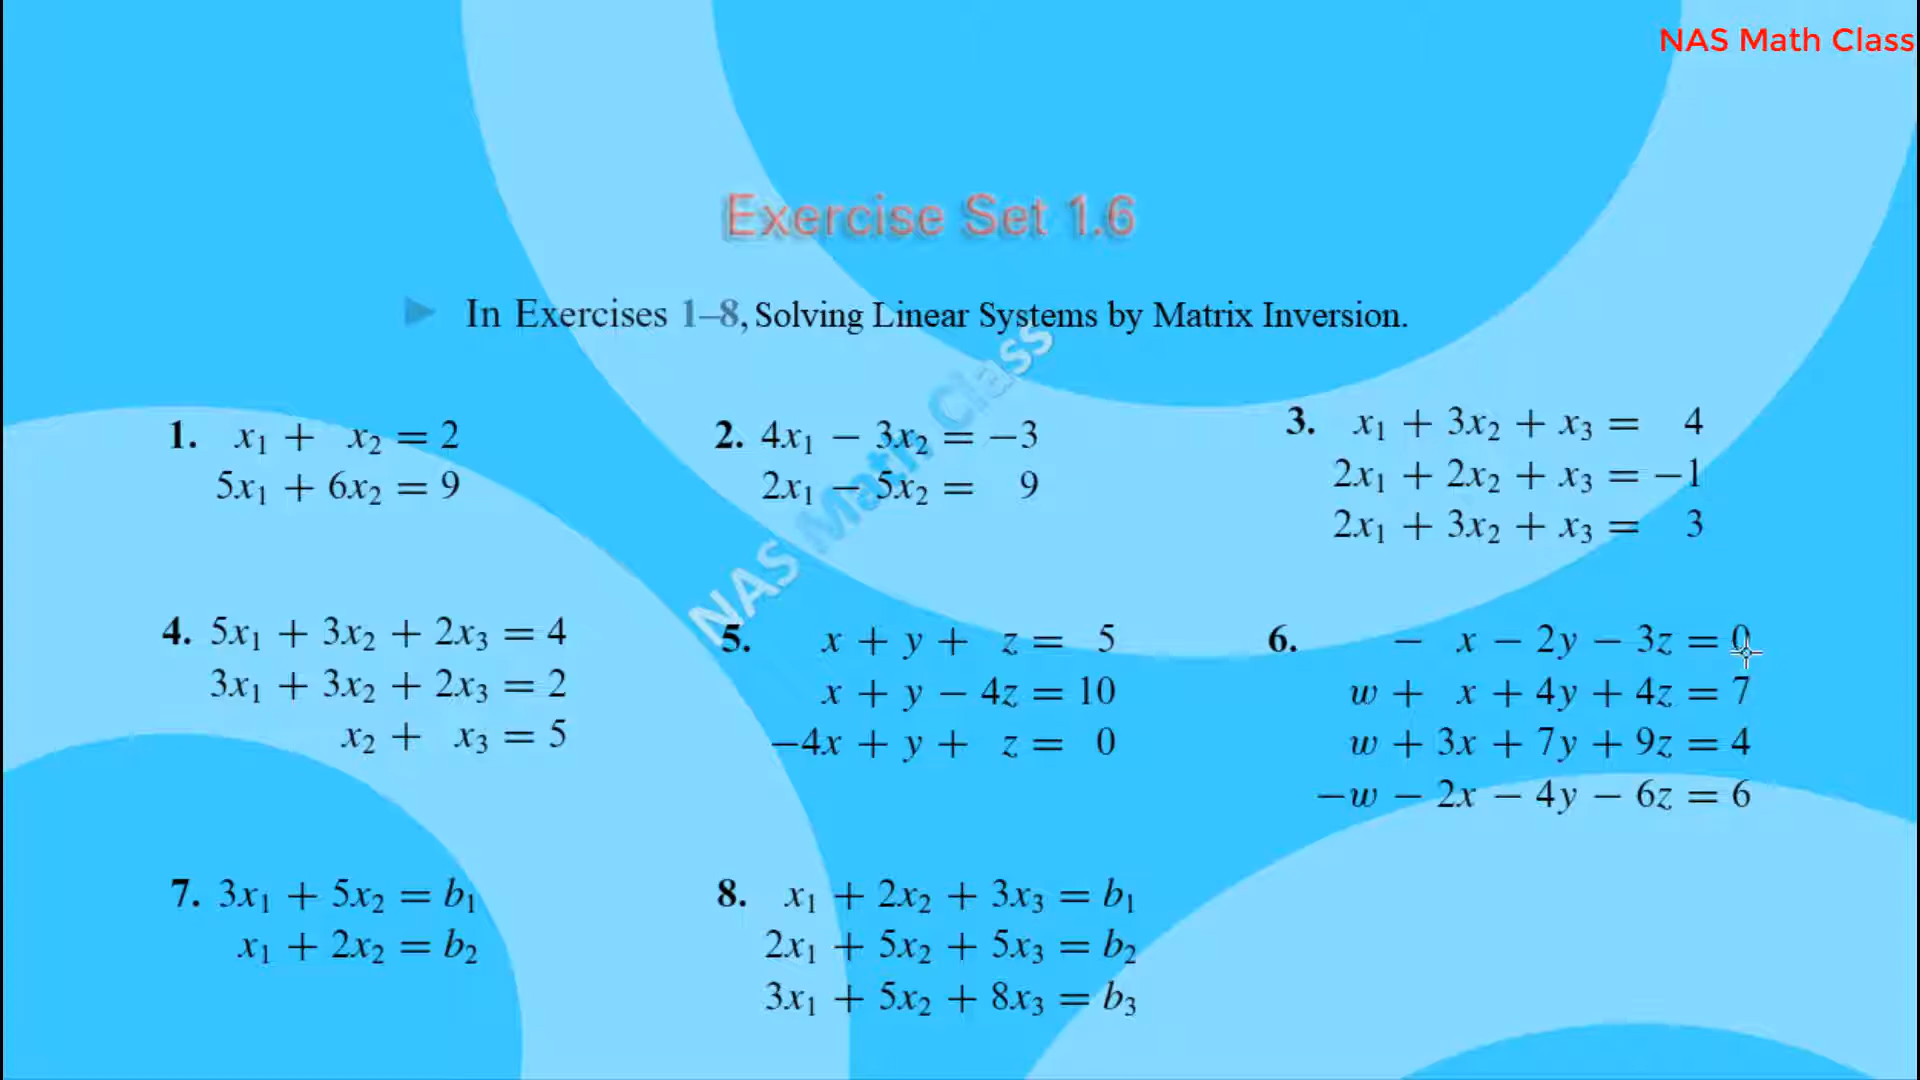 NAS Math Class
Exercise Set 1.6
▶ In Exercises 1–8, Solving Linear Systems by Matrix Inversion.
1. x₁ + x₂ = 2
5x₁ + 6x₂ = 9
2. 4x₁ − 3x₂ = −3
2x₁ − 5x₂ = 9
3. x₁ + 3x₂ + x₃ = 4
2x₁ + 2x₂ + x₃ = −1
2x₁ + 3x₂ + x₃ = 3
4. 5x₁ + 3x₂ + 2x₃ = 4
3x₁ + 3x₂ + 2x₃ = 2
x₂ + x₃ = 5
5. x + y + z = 5
x + y − 4z = 10
−4x + y + z = 0
6. − x − 2y − 3z = 0
w + x + 4y + 4z = 7
w + 3x + 7y + 9z = 4
−w − 2x − 4y − 6z = 6
7. 3x₁ + 5x₂ = b₁
x₁ + 2x₂ = b₂
8. x₁ + 2x₂ + 3x₃ = b₁
2x₁ + 5x₂ + 5x₃ = b₂
3x₁ + 5x₂ + 8x₃ = b₃
NAS Math Class